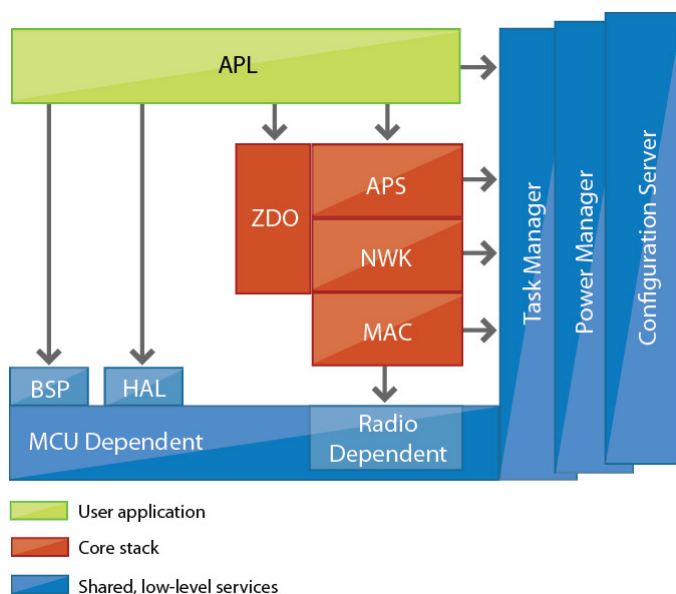 APL
ZDO
APS
NWK
MAC
Task Manager
Power Manager
Configuration Server
BSP
HAL
MCU Dependent
Radio
Dependent
User application
Core stack
Shared, low-level services